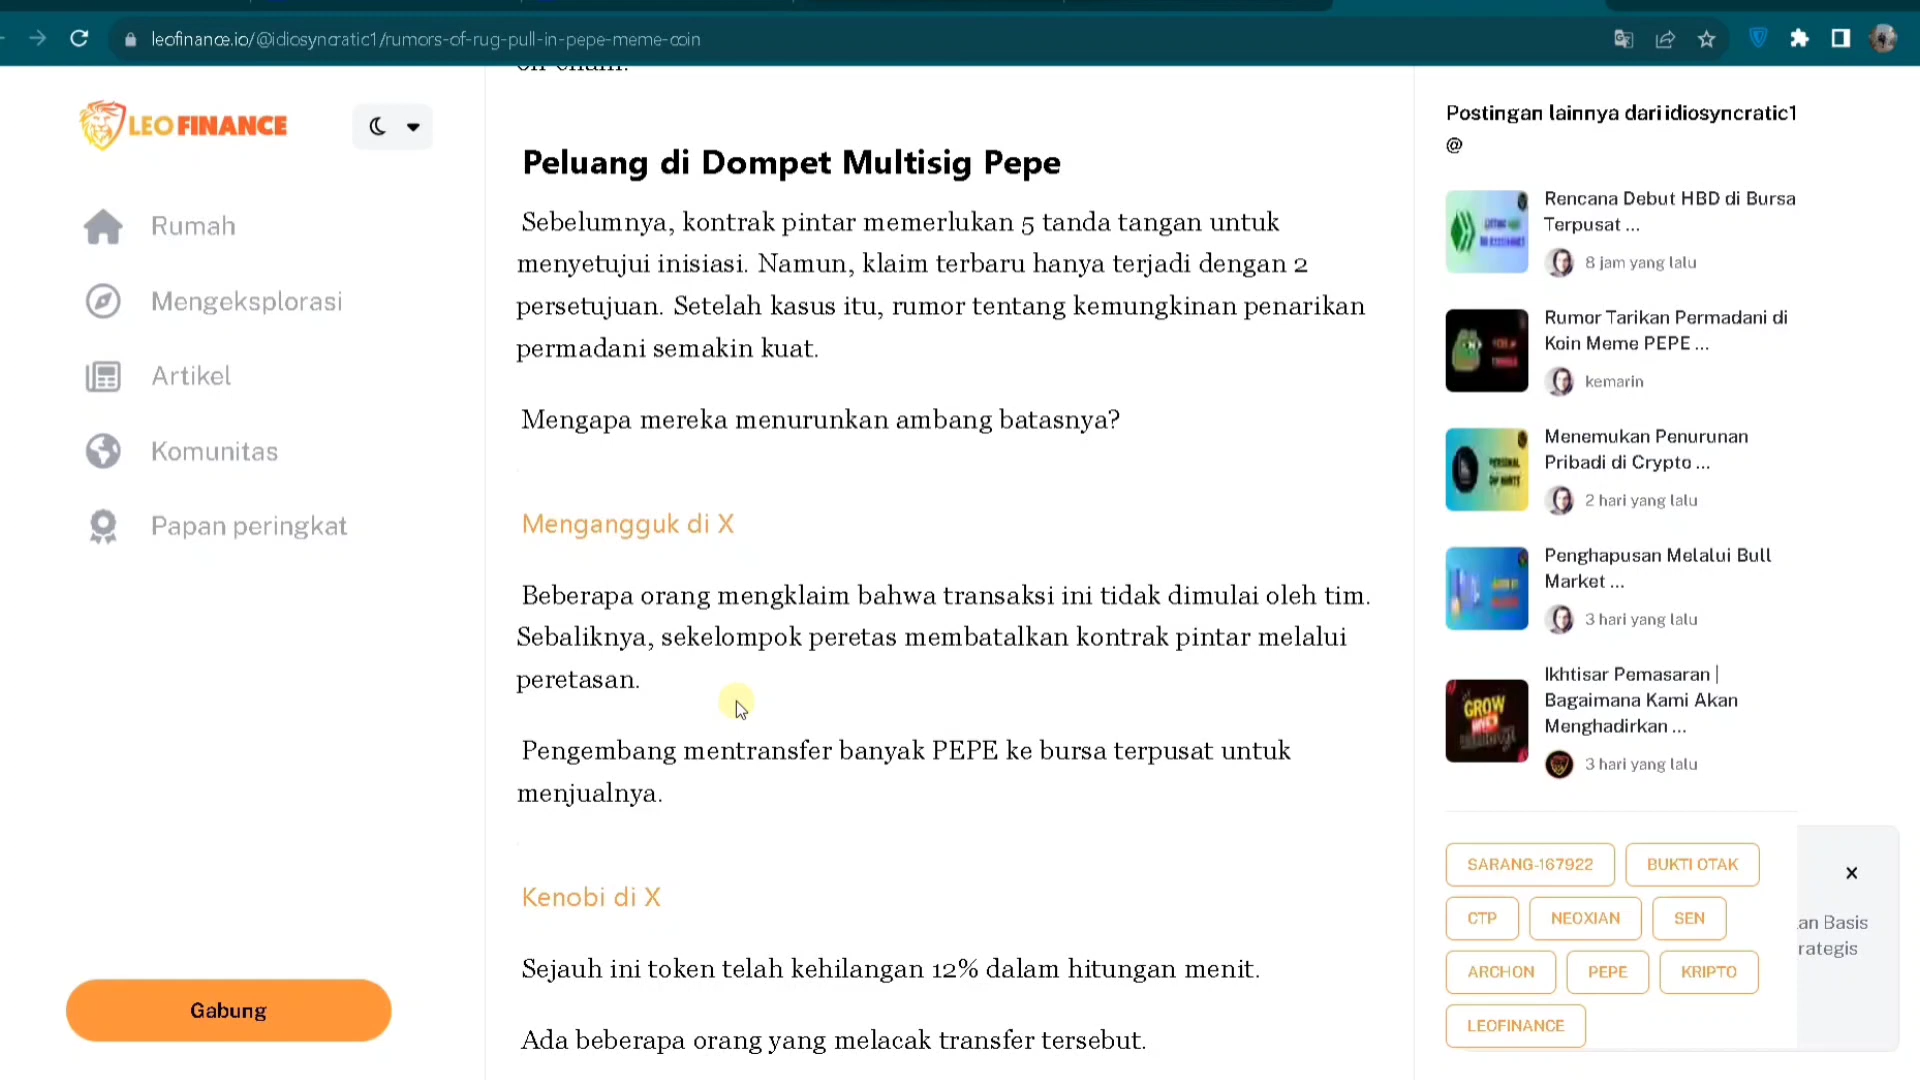 leofinance.io/@idiosyncratic1/rumors-of-rug-pull-in-pepe-meme-coin
LEOFINANCE
Rumah
Mengeksplorasi
Artikel
Komunitas
Papan peringkat
Gabung
Peluang di Dompet Multisig Pepe
Sebelumnya, kontrak pintar memerlukan 5 tanda tangan untuk
menyetujui inisiasi. Namun, klaim terbaru hanya terjadi dengan 2
persetujuan. Setelah kasus itu, rumor tentang kemungkinan penarikan
permadani semakin kuat.
Mengapa mereka menurunkan ambang batasnya?
Mengangguk di X
Beberapa orang mengklaim bahwa transaksi ini tidak dimulai oleh tim.
Sebaliknya, sekelompok peretas membatalkan kontrak pintar melalui
peretasan.
Pengembang mentransfer banyak PEPE ke bursa terpusat untuk
menjualnya.
Kenobi di X
Sejauh ini token telah kehilangan 12% dalam hitungan menit.
Ada beberapa orang yang melacak transfer tersebut.
Postingan lainnya dari idiosyncratic1
@
Rencana Debut HBD di Bursa
Terpusat ...
8 jam yang lalu
Rumor Tarikan Permadani di
Koin Meme PEPE ...
kemarin
Menemukan Penurunan
Pribadi di Crypto ...
2 hari yang lalu
Penghapusan Melalui Bull
Market ...
3 hari yang lalu
GROW
Ikhtisar Pemasaran |
Bagaimana Kami Akan
Menghadirkan ...
3 hari yang lalu
SARANG-167922
BUKTI OTAK
CTP
NEOXIAN
SEN
ARCHON
PEPE
KRIPTO
LEOFINANCE
an Basis
rategis